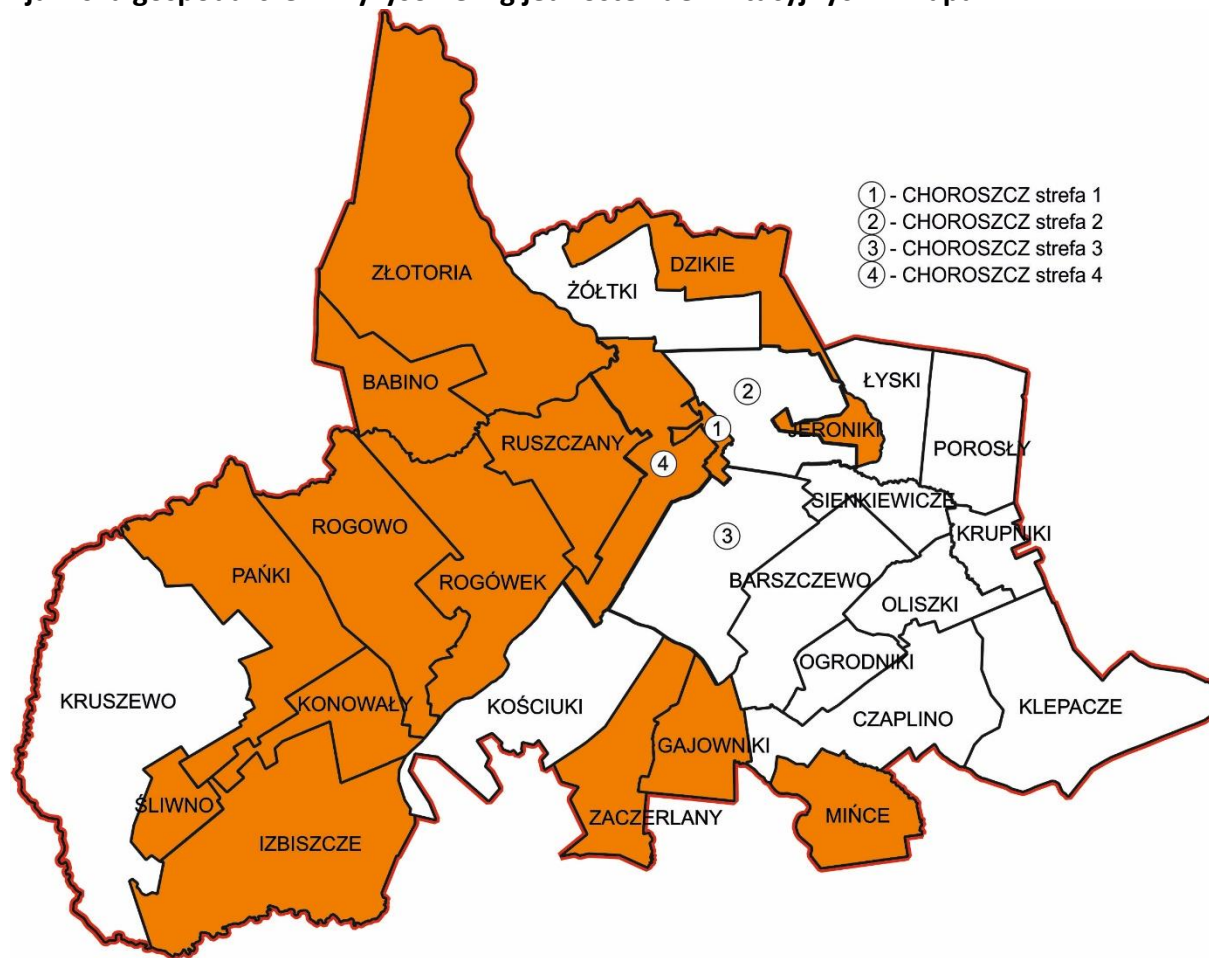 ① - CHOROSZCZ strefa 1
② - CHOROSZCZ strefa 2
③ - CHOROSZCZ strefa 3
④ - CHOROSZCZ strefa 4
ZŁOTORIA
DZIKIE
ŻÓŁTKI
BABINO
ŁYSKI
②
RUSZCZANY
①
JERONIKI
POROSŁY
④
SIENKIEWICZE
ROGOWO
③
KRUPNIKI
PAŃKI
ROGÓWEK
BARSZCZEWO
OLISZKI
OGRODNIKI
KRUSZEWO
KONOWAŁY
KOŚCIUKI
CZAPLINO
KLEPACZE
GAJOWNIKI
ŚLIWNO
ZACZERLANY
MIŃCE
IZBISZCZE